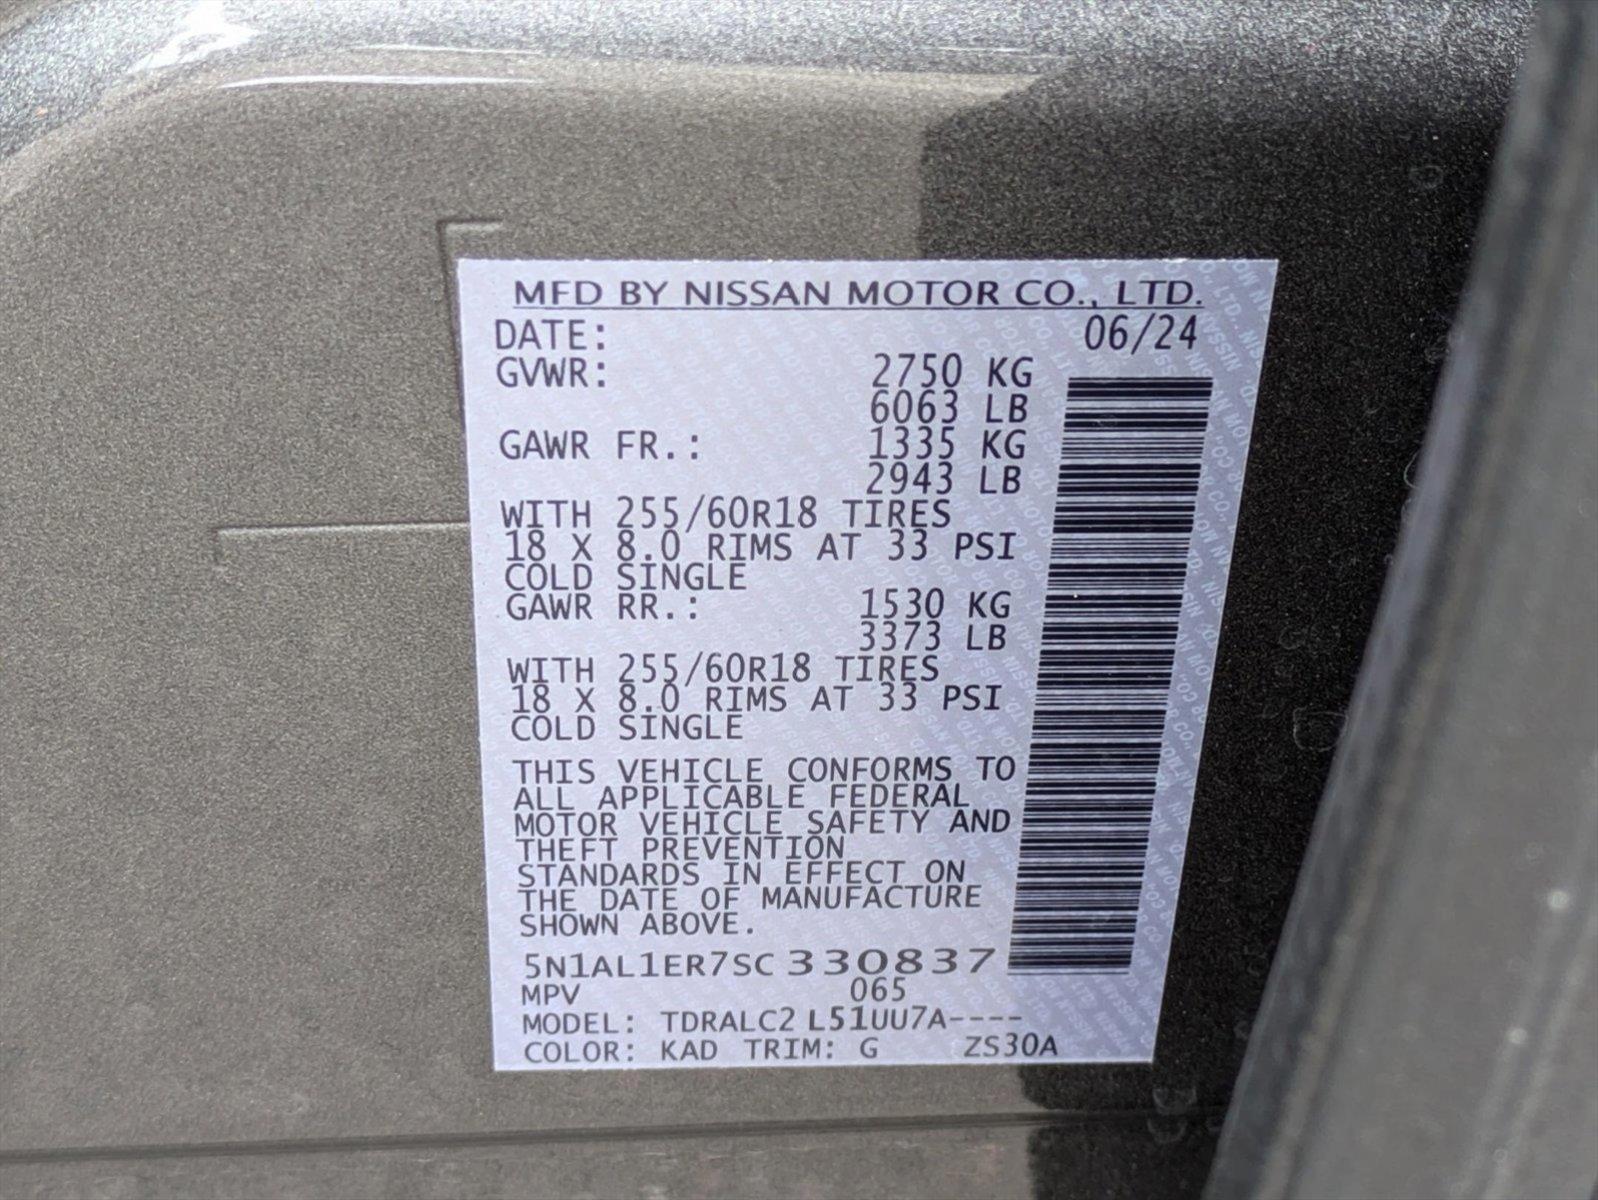 MFD BY NISSAN MOTOR CO., LTD.
DATE: 06/24
GVWR: 2750 KG
6063 LB
GAWR FR.: 1335 KG
2943 LB
WITH 255/60R18 TIRES
18 X 8.0 RIMS AT 33 PSI
COLD SINGLE
GAWR RR.: 1530 KG
3373 LB
WITH 255/60R18 TIRES
18 X 8.0 RIMS AT 33 PSI
COLD SINGLE
THIS VEHICLE CONFORMS TO
ALL APPLICABLE FEDERAL
MOTOR VEHICLE SAFETY AND
THEFT PREVENTION
STANDARDS IN EFFECT ON
THE DATE OF MANUFACTURE
SHOWN ABOVE.
5N1AL1ER7SC 330837
MPV 065
MODEL: TDRALC2 L51UU7A----
COLOR: KAD TRIM: G ZS30A